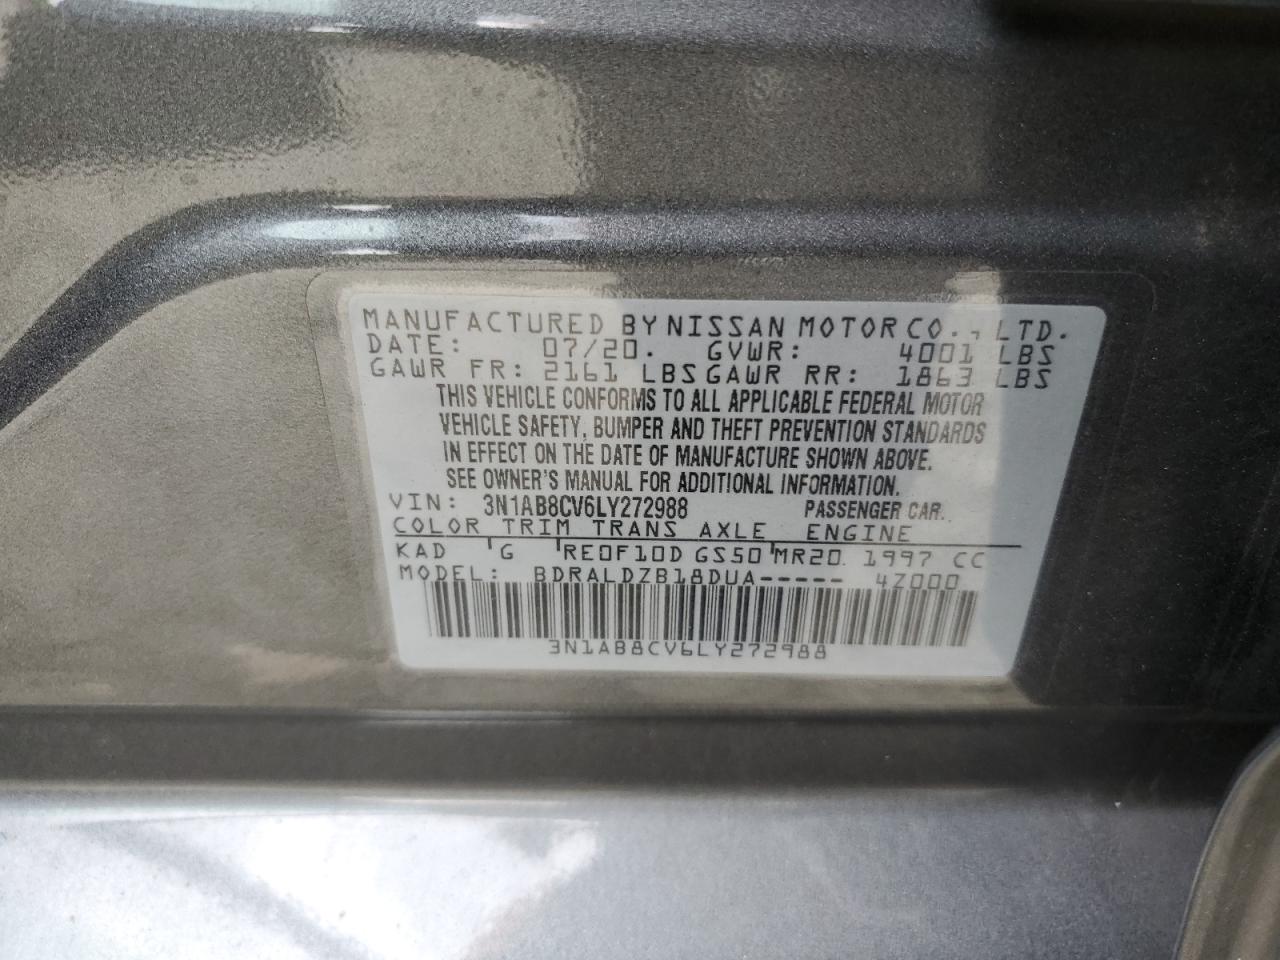 MANUFACTURED BY NISSAN MOTOR CO., LTD.
DATE: 07/20. GVWR: 4001 LBS
GAWR FR: 2161 LBS GAWR RR: 1863 LBS
THIS VEHICLE CONFORMS TO ALL APPLICABLE FEDERAL MOTOR
VEHICLE SAFETY, BUMPER AND THEFT PREVENTION STANDARDS
IN EFFECT ON THE DATE OF MANUFACTURE SHOWN ABOVE.
SEE OWNER'S MANUAL FOR ADDITIONAL INFORMATION.
VIN: 3N1AB8CV6LY272988 PASSENGER CAR.
COLOR TRIM TRANS AXLE ENGINE
KAD G RE0F10D GS50 MR20. 1997 CC
MODEL: BDRALDZB18DUA----- 4Z000
3N1AB8CV6LY272988